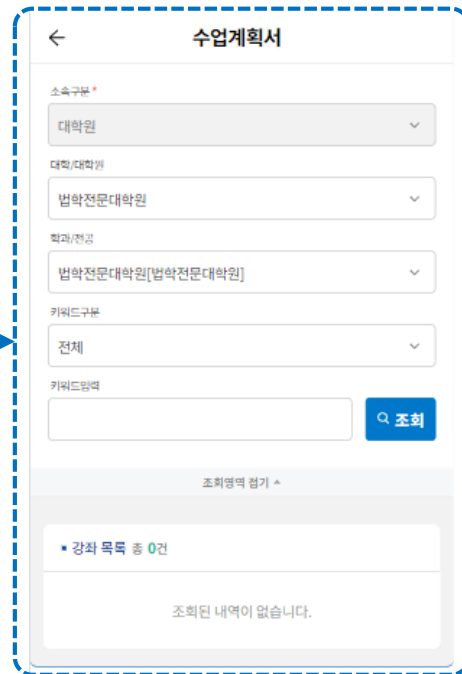 수업계획서
소속구분 *
대학원
대학/대학원
법학전문대학원
학과/전공
법학전문대학원[법학전문대학원]
키워드구분
전체
키워드입력
조회
조회영역 접기
강좌 목록 총 0건
조회된 내역이 없습니다.